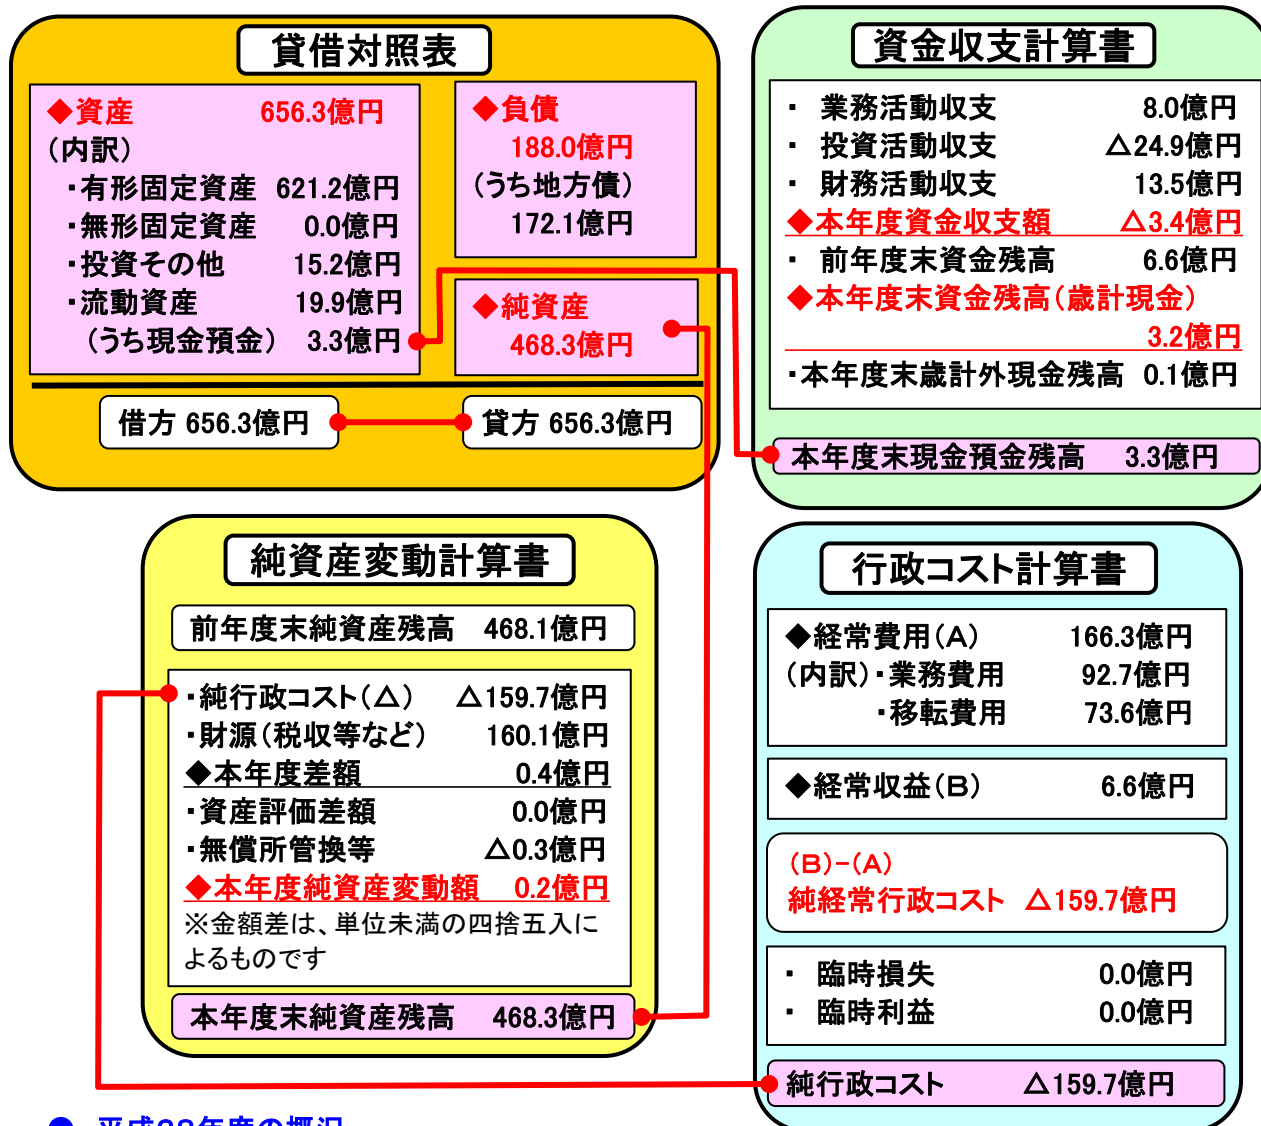 貸借対照表
◆資産 656.3億円
(内訳)
・有形固定資産 621.2億円
・無形固定資産 0.0億円
・投資その他 15.2億円
・流動資産 19.9億円
(うち現金預金) 3.3億円
◆負債
188.0億円
(うち地方債)
172.1億円
◆純資産
468.3億円
借方 656.3億円
貸方 656.3億円
資金収支計算書
・ 業務活動収支 8.0億円
・ 投資活動収支 △24.9億円
・ 財務活動収支 13.5億円
◆本年度資金収支額 △3.4億円
・ 前年度末資金残高 6.6億円
◆本年度末資金残高(歳計現金)
3.2億円
・本年度末歳計外現金残高 0.1億円
本年度末現金預金残高 3.3億円
純資産変動計算書
前年度末純資産残高 468.1億円
・純行政コスト(△) △159.7億円
・財源(税収等など) 160.1億円
◆本年度差額 0.4億円
・資産評価差額 0.0億円
・無償所管換等 △0.3億円
◆本年度純資産変動額 0.2億円
※金額差は、単位未満の四捨五入に
よるものです
本年度末純資産残高 468.3億円
行政コスト計算書
◆経常費用(A) 166.3億円
(内訳)・業務費用 92.7億円
・移転費用 73.6億円
◆経常収益(B) 6.6億円
(B)-(A)
純経常行政コスト △159.7億円
・ 臨時損失 0.0億円
・ 臨時利益 0.0億円
純行政コスト △159.7億円